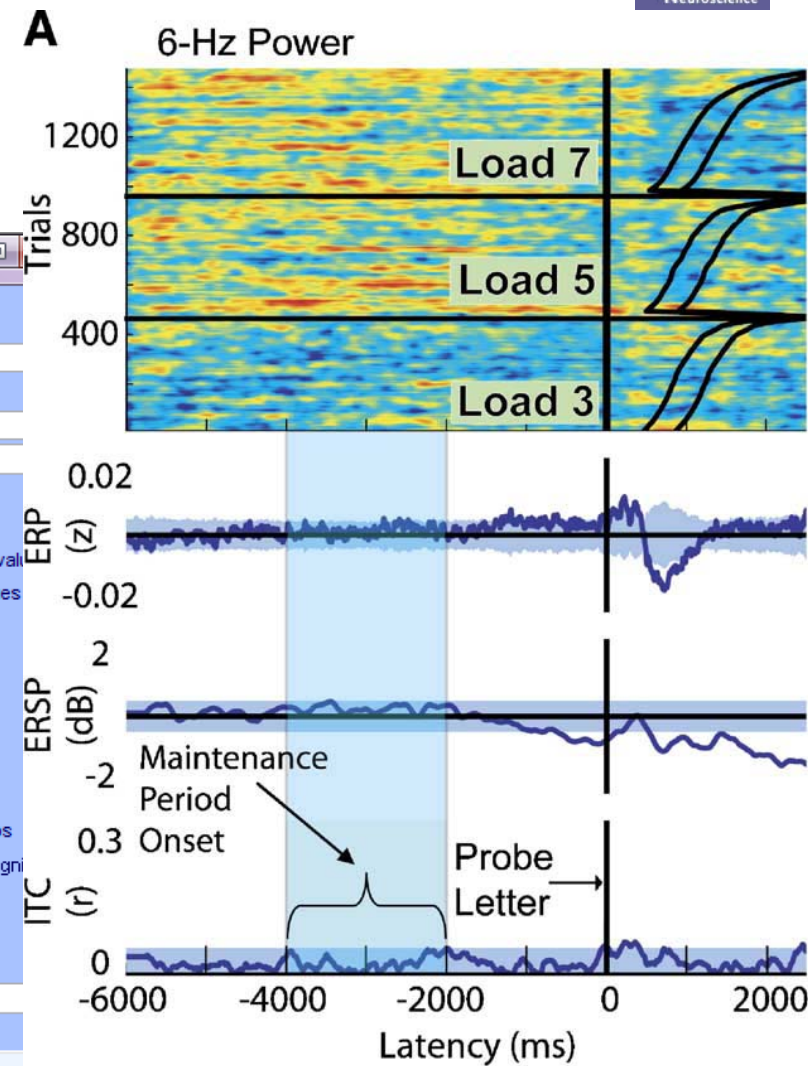 A
6-Hz Power
Trials
1200
800
400
Load 7
Load 5
Load 3
ERP
(z)
0.02
-0.02
ERSP
(dB)
2
-2
Maintenance
Period
Onset
Probe
Letter
ITC
(r)
0.3
0
-6000 -4000 -2000 0 2000
Latency (ms)